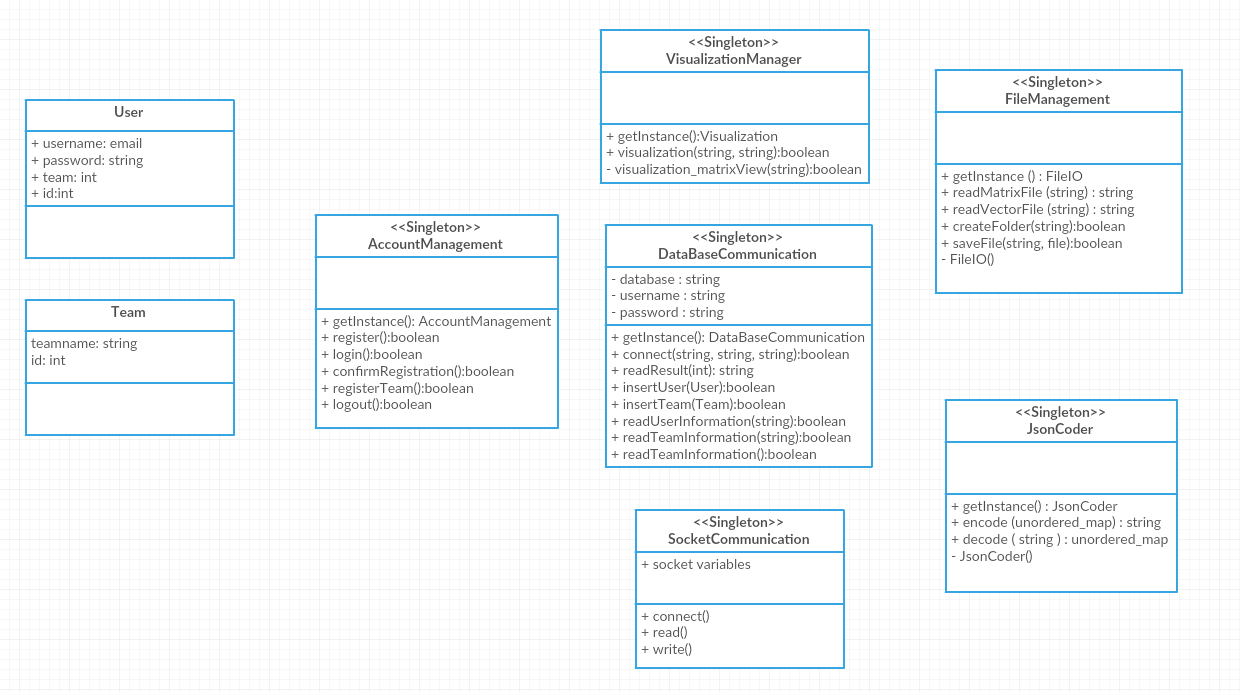 User
+ username: email
+ password: string
+ team: int
+ id:int
Team
teamname: string
id: int
<<Singleton>>
AccountManagement
+ getInstance(): AccountManagement
+ register():boolean
+ login():boolean
+ confirmRegistration():boolean
+ registerTeam():boolean
+ logout():boolean
<<Singleton>>
VisualizationManager
+ getInstance():Visualization
+ visualization(string, string):boolean
- visualization_matrixView(string):boolean
<<Singleton>>
DataBaseCommunication
- database : string
- username : string
- password : string
+ getInstance(): DataBaseCommunication
+ connect(string, string, string):boolean
+ readResult(int): string
+ insertUser(User):boolean
+ insertTeam(Team):boolean
+ readUserInformation(string):boolean
+ readTeamInformation(string):boolean
+ readTeamInformation():boolean
<<Singleton>>
SocketCommunication
+ socket variables
+ connect()
+ read()
+ write()
<<Singleton>>
FileManagement
+ getInstance () : FileIO
+ readMatrixFile (string) : string
+ readVectorFile (string) : string
+ createFolder(string):boolean
+ saveFile(string, file):boolean
- FileIO()
<<Singleton>>
JsonCoder
+ getInstance() : JsonCoder
+ encode (unordered_map) : string
+ decode ( string ) : unordered_map
- JsonCoder()